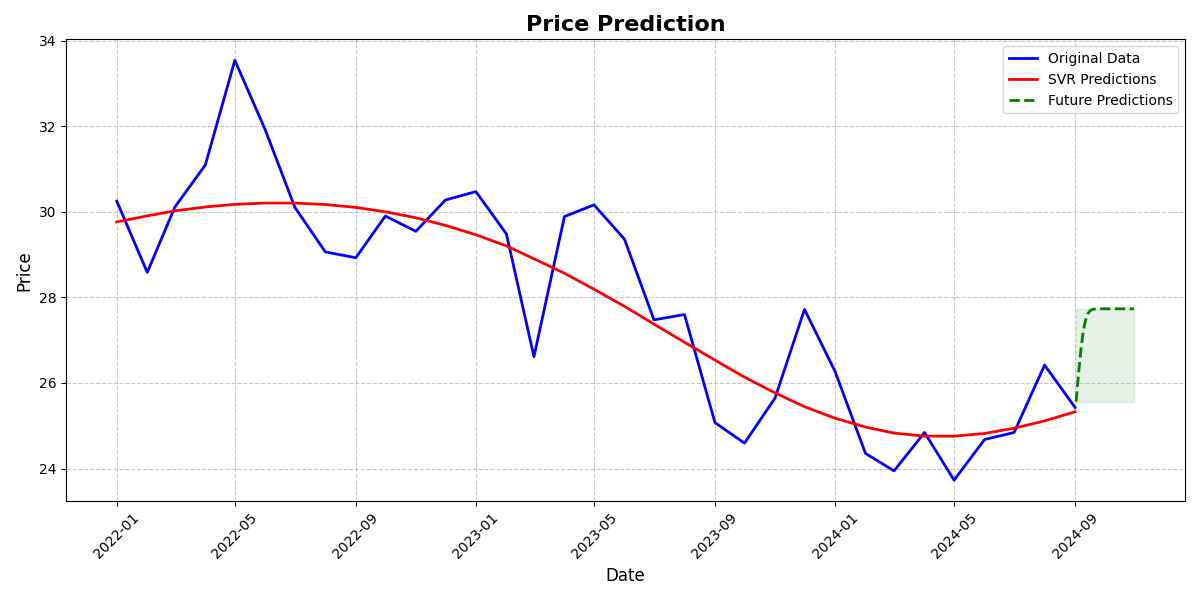 Price Prediction
34
32
30
28
26
24
Price
Original Data
SVR Predictions
Future Predictions
2022-01
2022-05
2022-09
2023-01
2023-05
2023-09
2024-01
2024-05
2024-09
Date